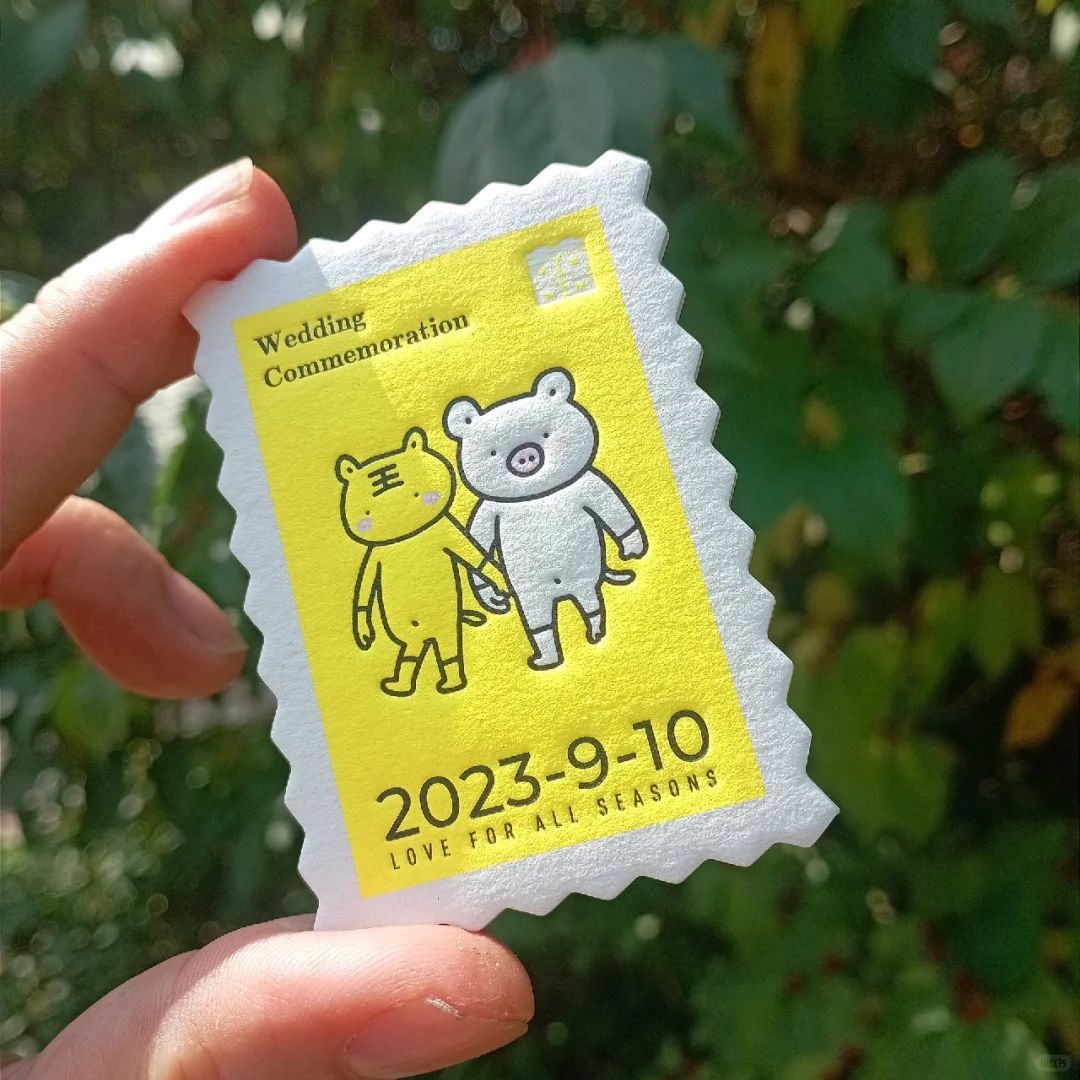 Wedding
Commemoration
王
2023-9-10
LOVE FOR ALL SEASONS